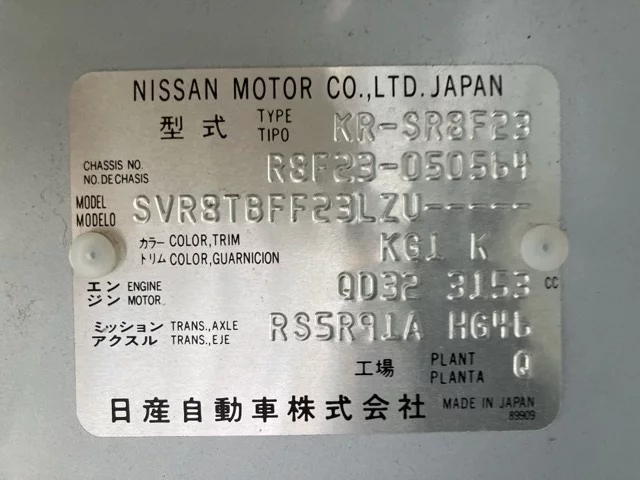 NISSAN MOTOR CO.,LTD. JAPAN
型式 TYPE TIPO KR-SR8F23
CHASSIS NO. NO.DE CHASIS R8F23-050564
MODEL MODELO SVR8TBFF23LZU-----
カラー COLOR,TRIM
トリム COLOR,GUARNICION KG1 K
エンジン ENGINE MOTOR QD32 3153 CC
ミッション TRANS.,AXLE
アクスル TRANS.,EJE RS5R91A HG46
工場 PLANT PLANTA Q
日産自動車株式会社 MADE IN JAPAN
89909